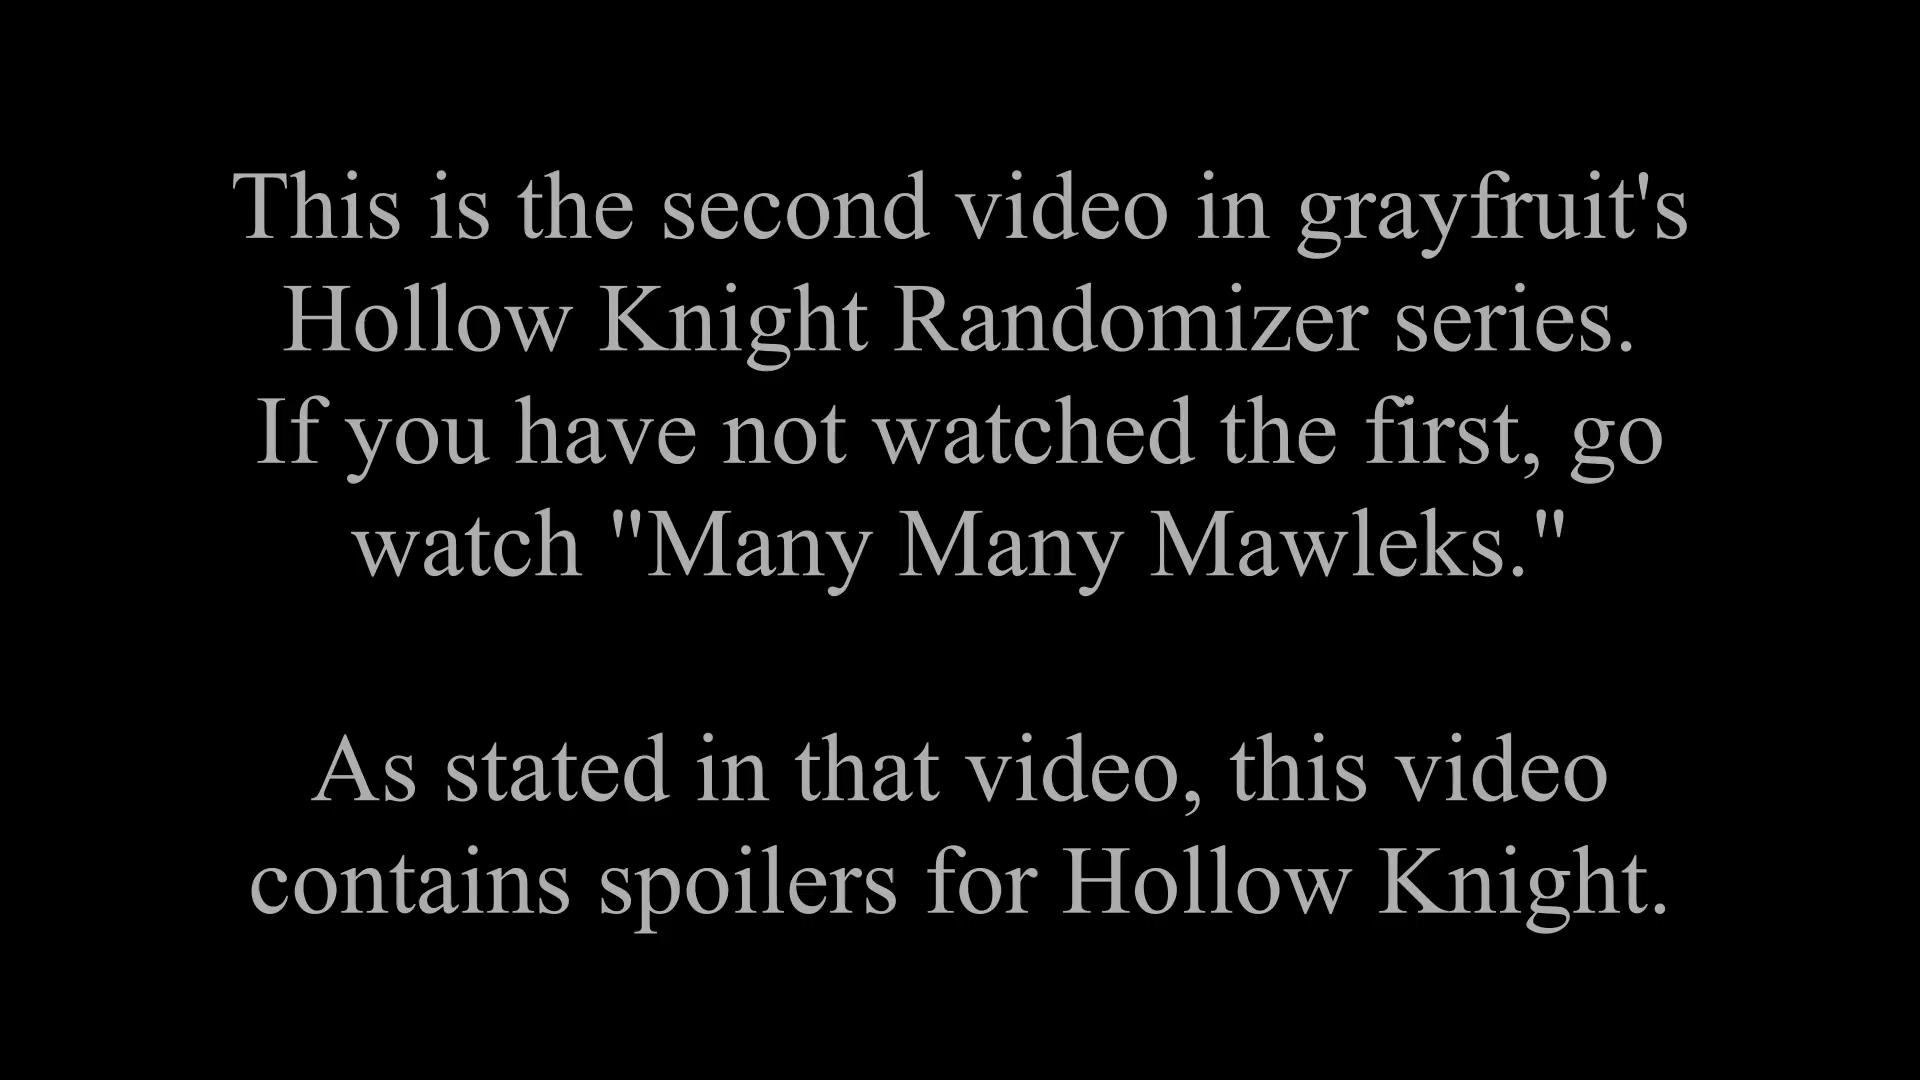 This is the second video in grayfruit's
Hollow Knight Randomizer series.
If you have not watched the first, go
watch "Many Many Mawleks."
As stated in that video, this video
contains spoilers for Hollow Knight.